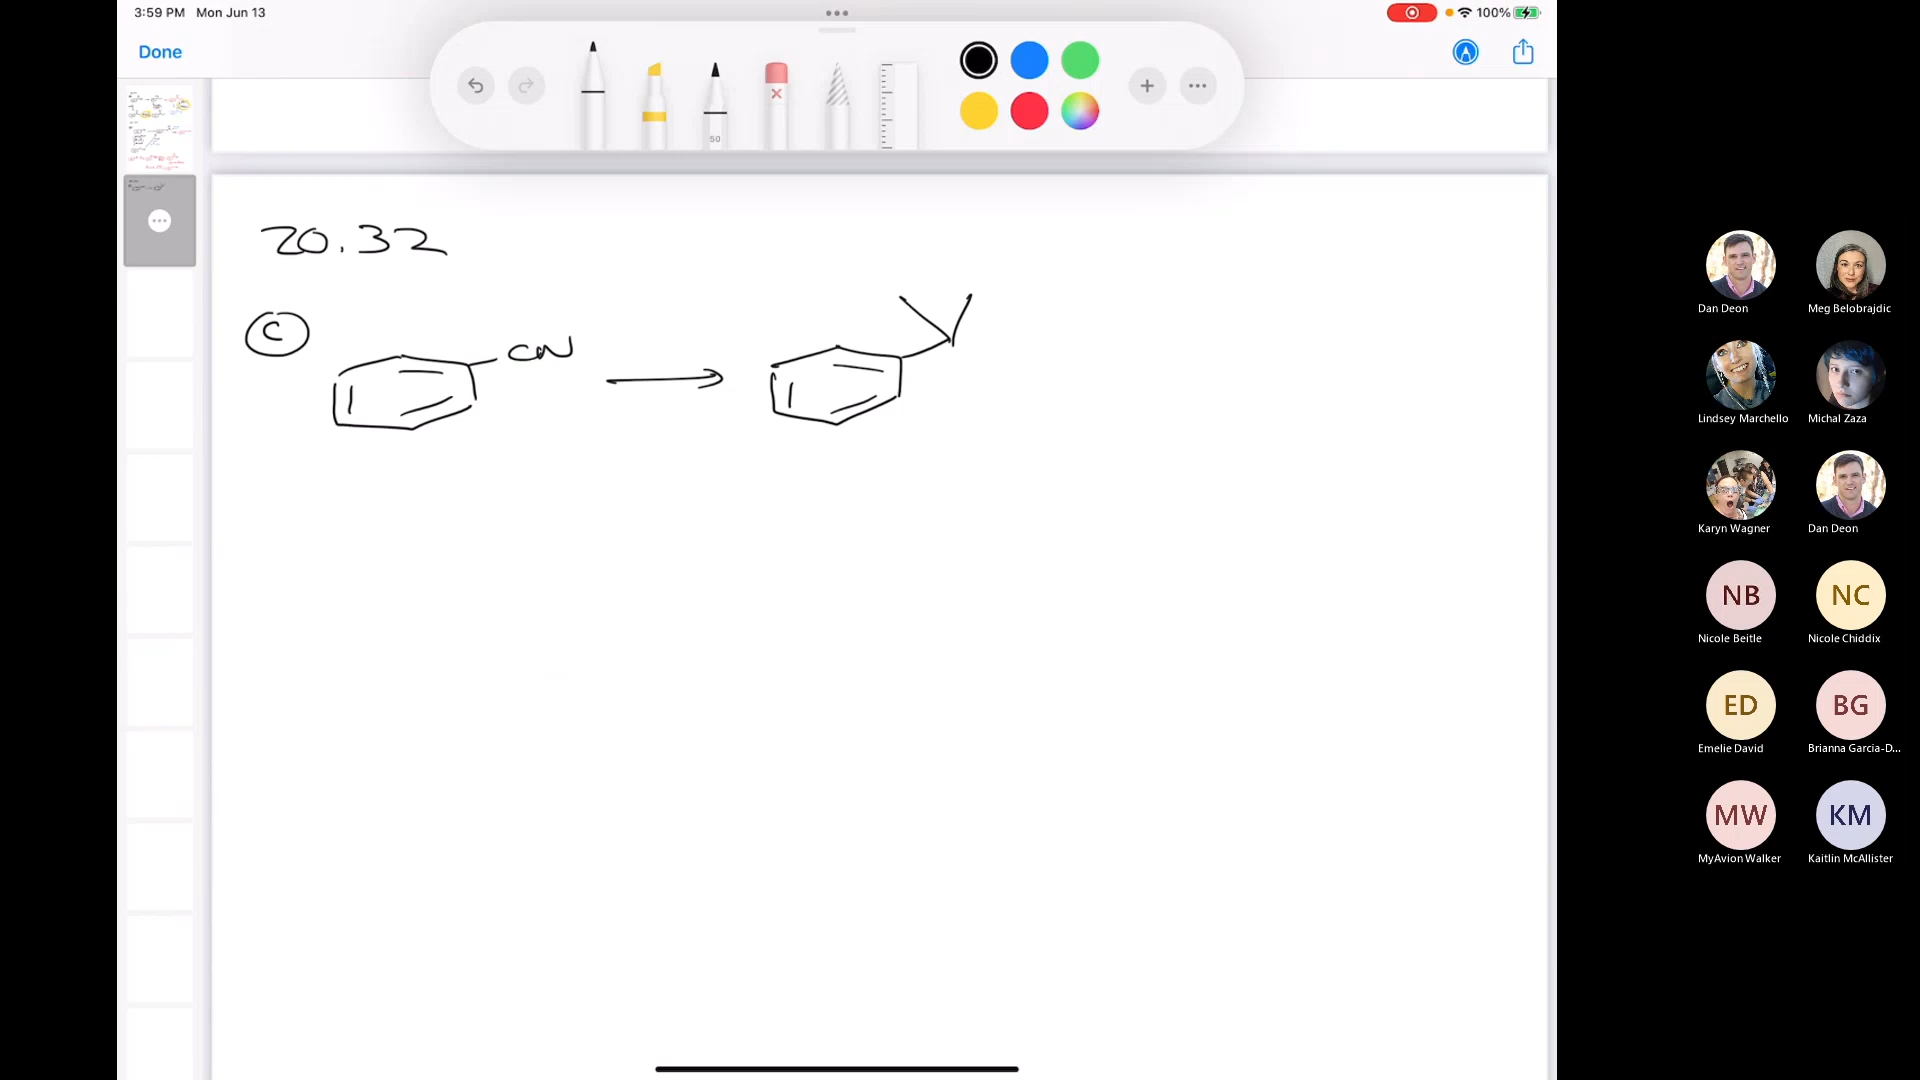 3:59 PM Mon Jun 13
100%
Done
50
20.32
C
CN
Dan Deon
Meg Belobrajdic
Lindsey Marchello
Michal Zaza
Karyn Wagner
Dan Deon
NB
NC
Nicole Beitle
Nicole Chiddix
ED
BG
Emelie David
Brianna Garcia-D...
MW
KM
MyAvion Walker
Kaitlin McAllister